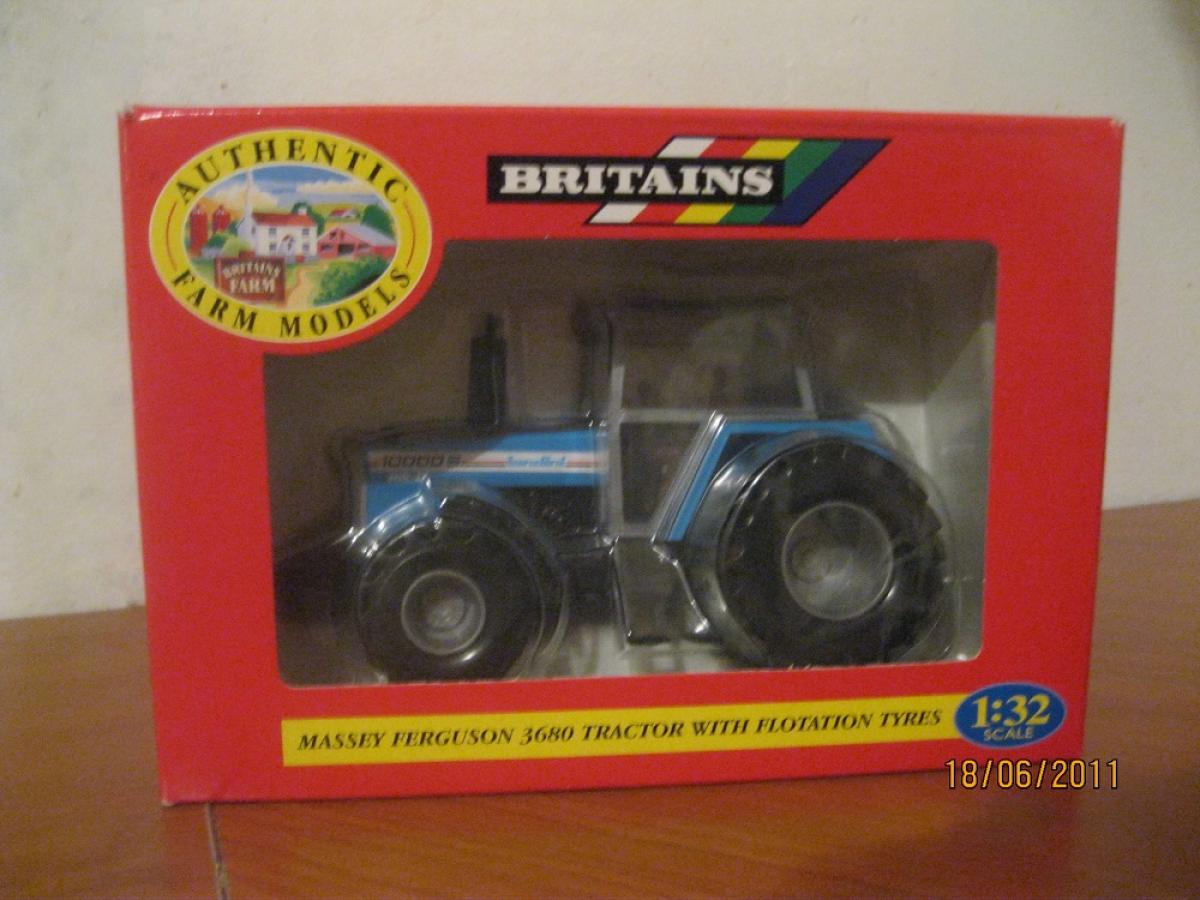 AUTHENTIC
FARM MODELS
BRITAINS
FARM
BRITAINS
10000 S
Landini
MASSEY FERGUSON 3680 TRACTOR WITH FLOTATION TYRES
1:32
SCALE
18/06/2011